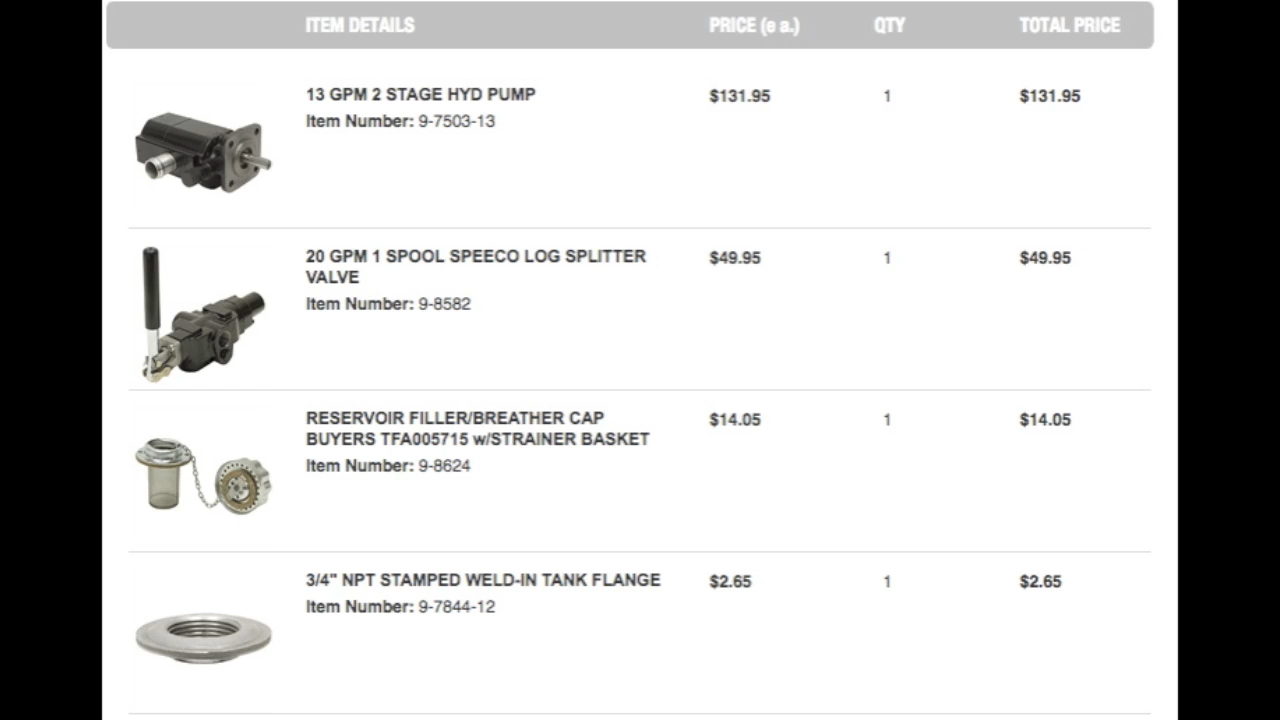 ITEM DETAILS PRICE (e a.) QTY TOTAL PRICE
13 GPM 2 STAGE HYD PUMP $131.95 1 $131.95
Item Number: 9-7503-13
20 GPM 1 SPOOL SPEECO LOG SPLITTER $49.95 1 $49.95
VALVE
Item Number: 9-8582
RESERVOIR FILLER/BREATHER CAP $14.05 1 $14.05
BUYERS TFA005715 w/STRAINER BASKET
Item Number: 9-8624
3/4" NPT STAMPED WELD-IN TANK FLANGE $2.65 1 $2.65
Item Number: 9-7844-12